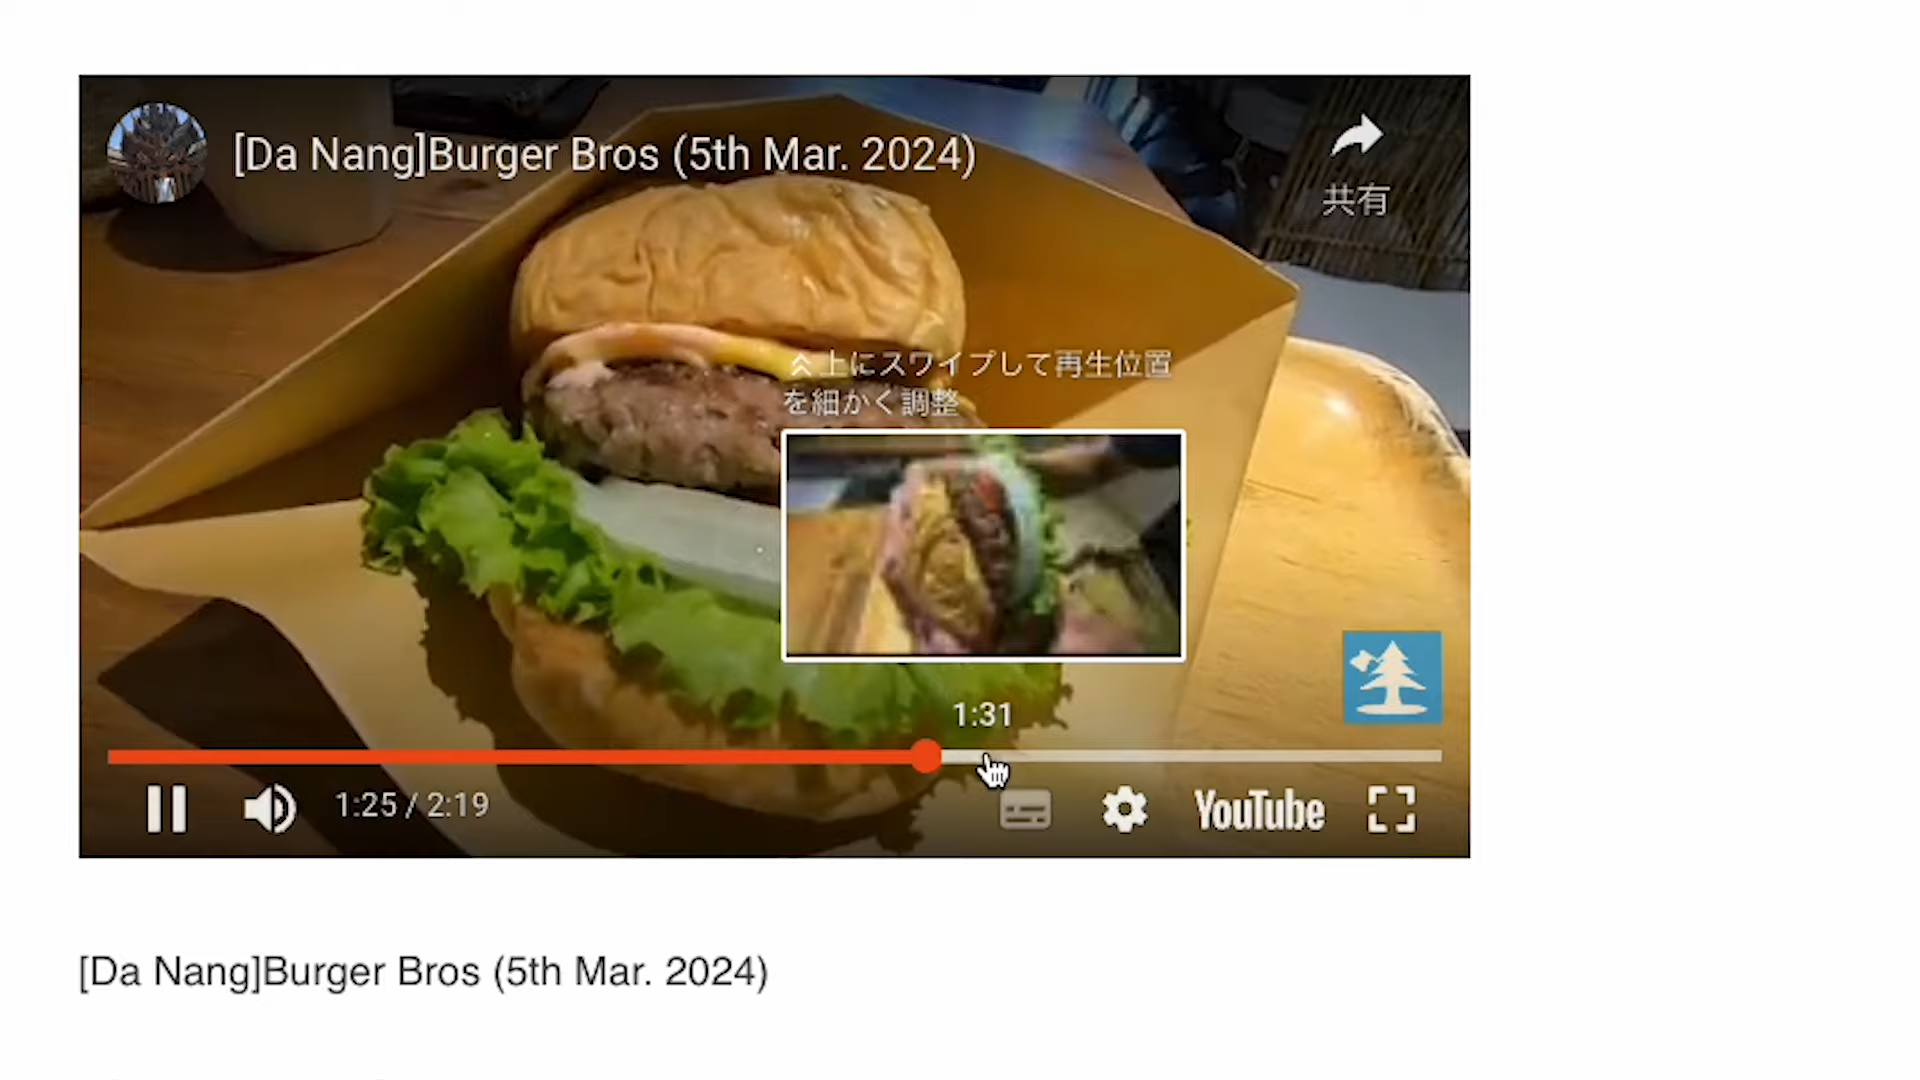 [Da Nang]Burger Bros (5th Mar. 2024)
共有
上にスワイプして再生位置
を細かく調整
1:31
1:25 / 2:19
YouTube
[Da Nang]Burger Bros (5th Mar. 2024)